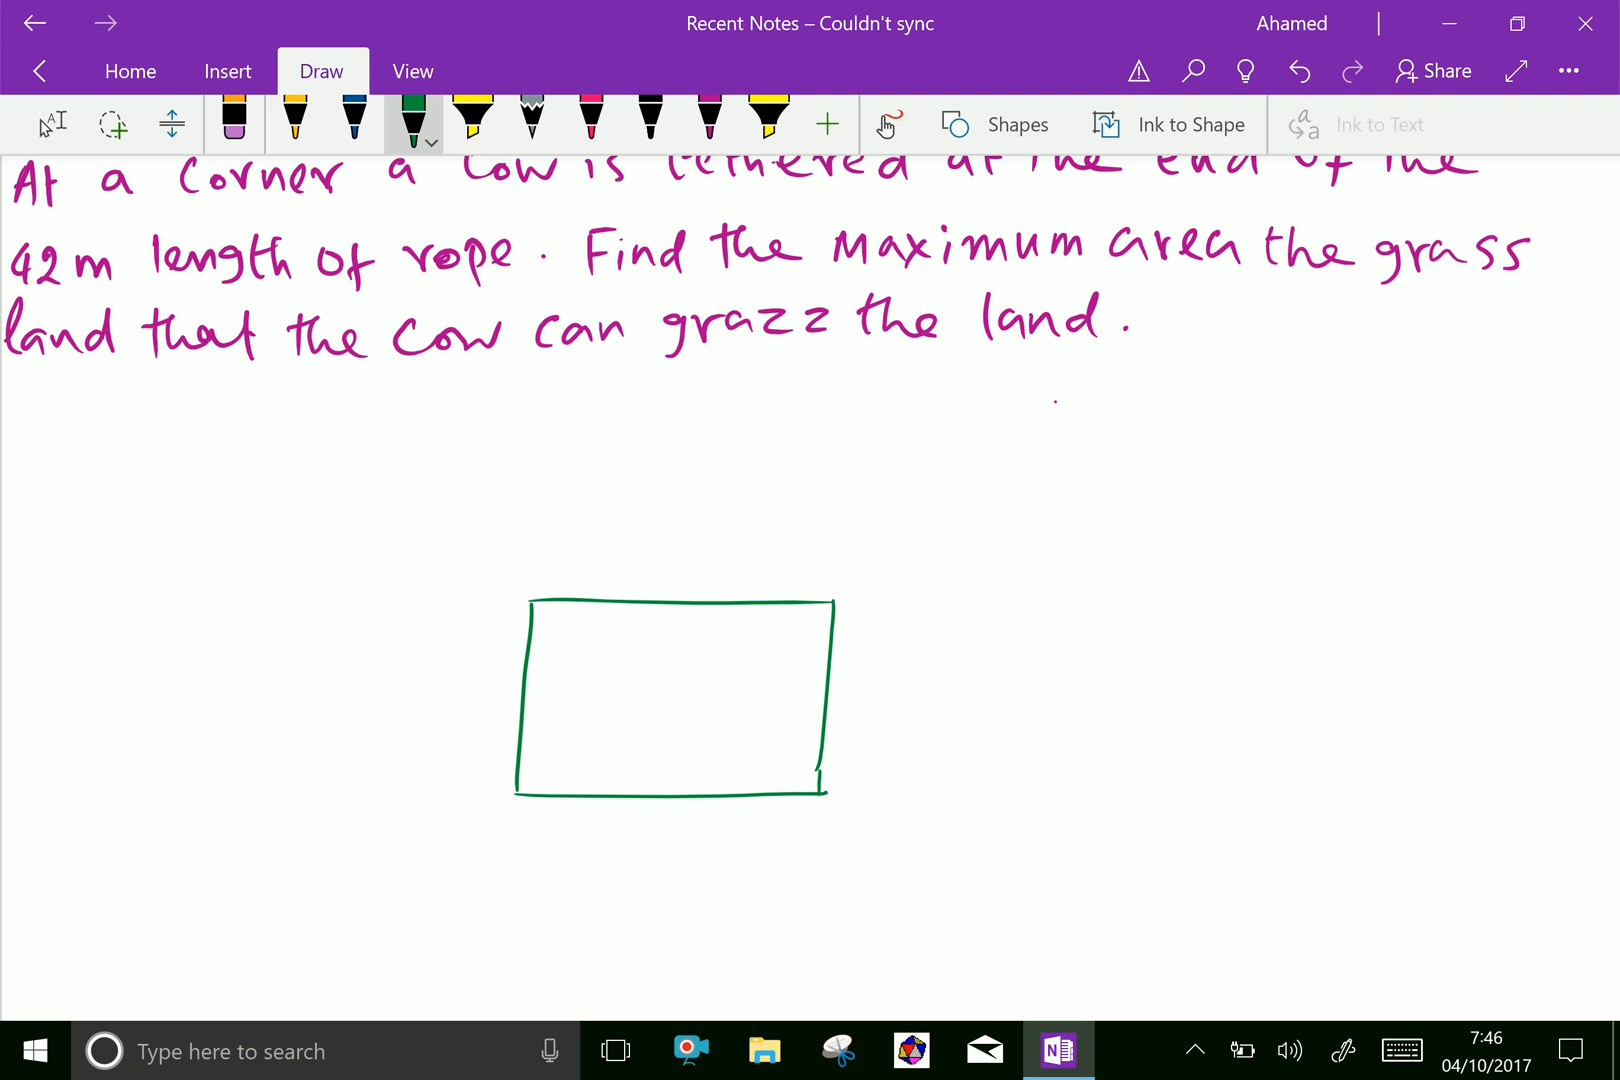 Recent Notes – Couldn't sync
Ahamed
Home Insert Draw View
Share
Shapes Ink to Shape Ink to Text
At a corner a cow is tethered at the end of the
42m length of rope. Find the maximum area the grass
land that the cow can grazz the land.
Type here to search
7:46
04/10/2017